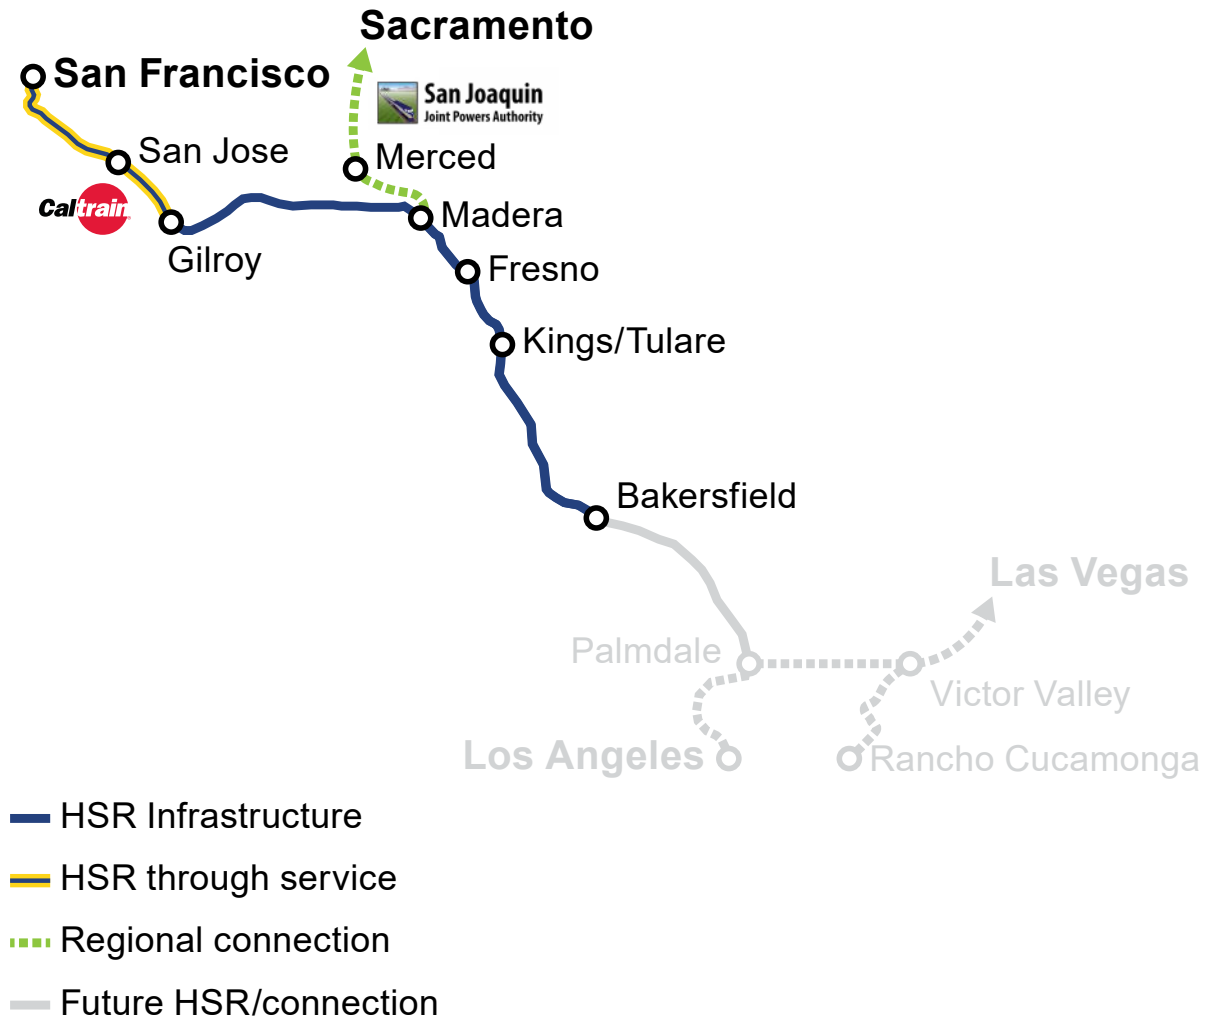 Sacramento
San Francisco
San Joaquin
Joint Powers Authority
San Jose
Merced
Caltrain
Madera
Gilroy
Fresno
Kings/Tulare
Bakersfield
Las Vegas
Palmdale
Victor Valley
Los Angeles
Rancho Cucamonga
HSR Infrastructure
HSR through service
Regional connection
Future HSR/connection